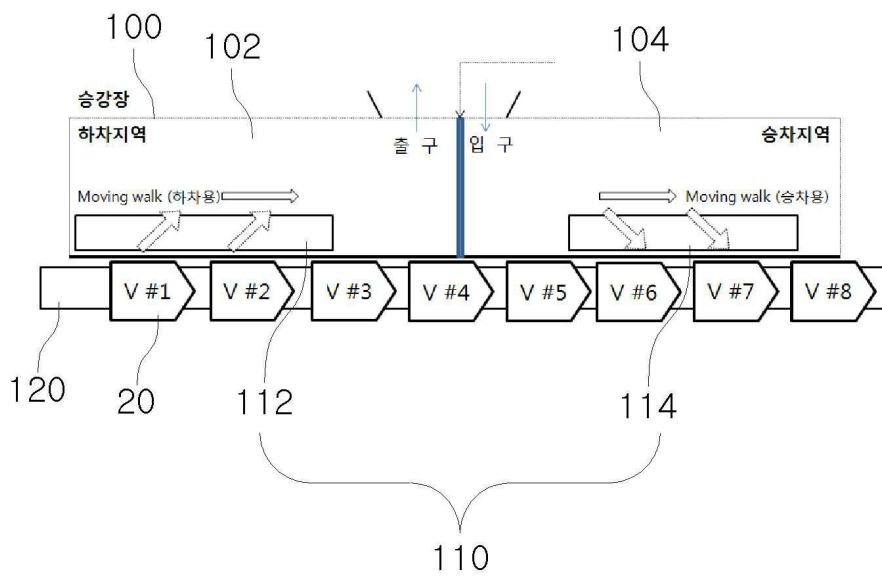 100
102
104
승강장
하차지역
출 구
입 구
승차지역
Moving walk (하차용)
Moving walk (승차용)
V #1
V #2
V #3
V #4
V #5
V #6
V #7
V #8
120
20
112
114
110